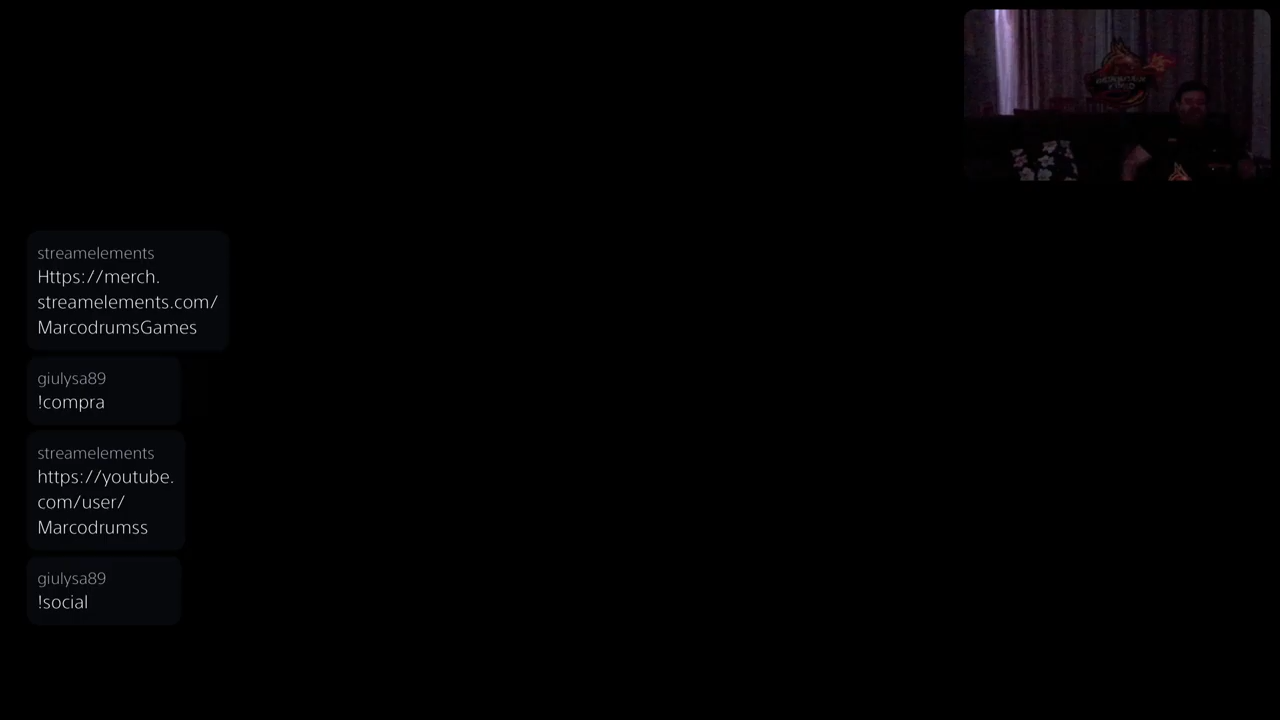 streamelements
Https://merch.
streamelements.com/
MarcodrumsGames
giulysa89
!compra
streamelements
https://youtube.
com/user/
Marcodrumss
giulysa89
!social